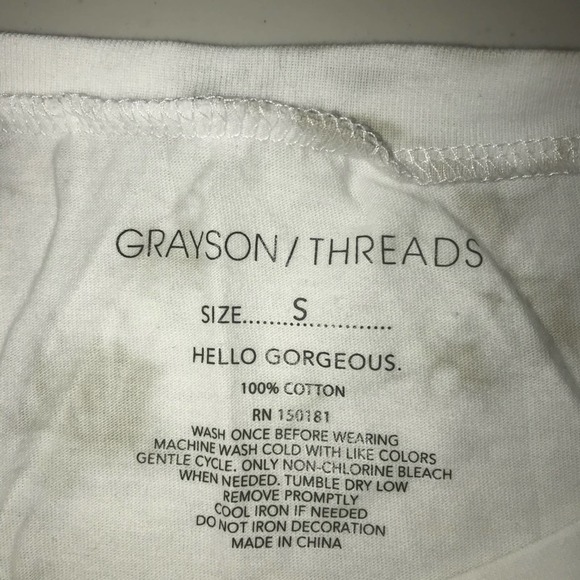 GRAYSON/THREADS
SIZE....................S....................
HELLO GORGEOUS.
100% COTTON
RN 150181
WASH ONCE BEFORE WEARING
MACHINE WASH COLD WITH LIKE COLORS
GENTLE CYCLE. ONLY NON-CHLORINE BLEACH
WHEN NEEDED. TUMBLE DRY LOW
REMOVE PROMPTLY
COOL IRON IF NEEDED
DO NOT IRON DECORATION
MADE IN CHINA